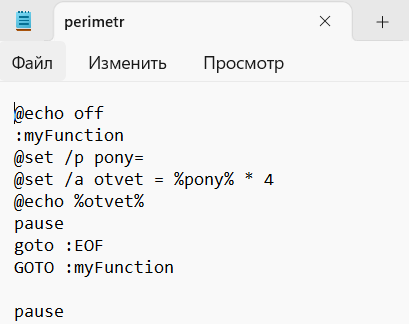 perimetr
Файл Изменить Просмотр
@echo off
:myFunction
@set /p pony=
@set /a otvet = %pony% * 4
@echo %otvet%
pause
goto :EOF
GOTO :myFunction
pause